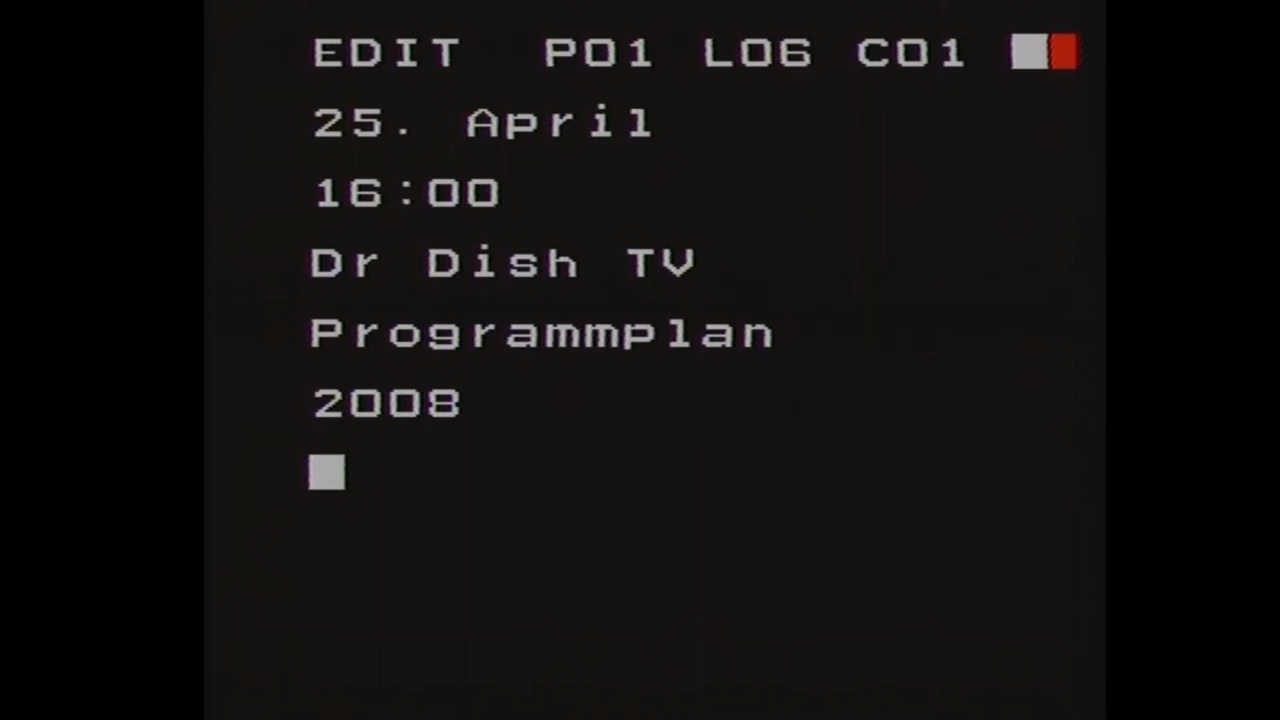 EDIT P01 L06 C01
25. April
16:00
Dr Dish TV
Programmplan
2008